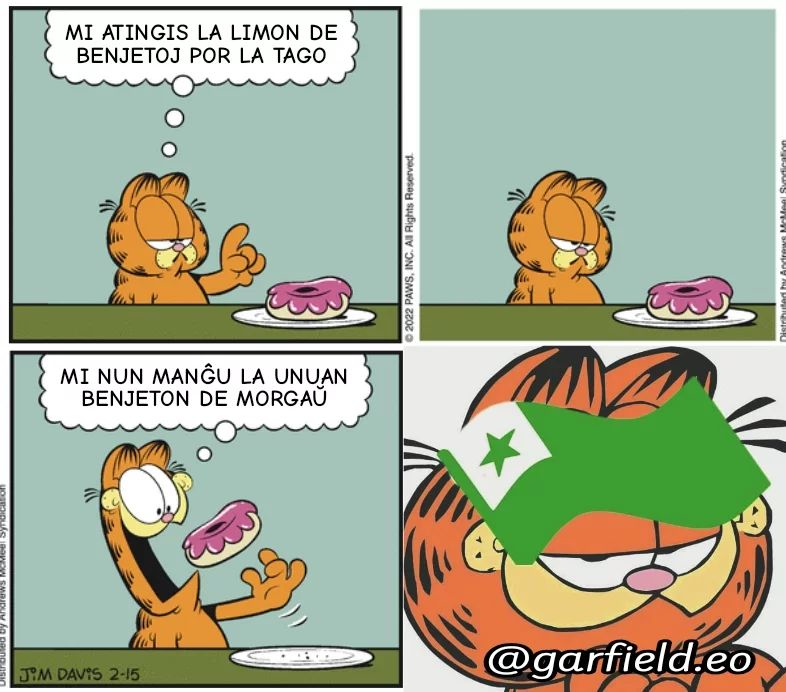 MI ATINGIS LA LIMON DE
BENJETOJ POR LA TAGO
© 2022 PAWS, INC. All Rights Reserved.
Distributed by Andrews McMeel Syndication
MI NUN MANĜU LA UNUAN
BENJETON DE MORGAŬ
Distributed by Andrews McMeel Syndication
JIM DAVIS 2-15
@garfield.eo